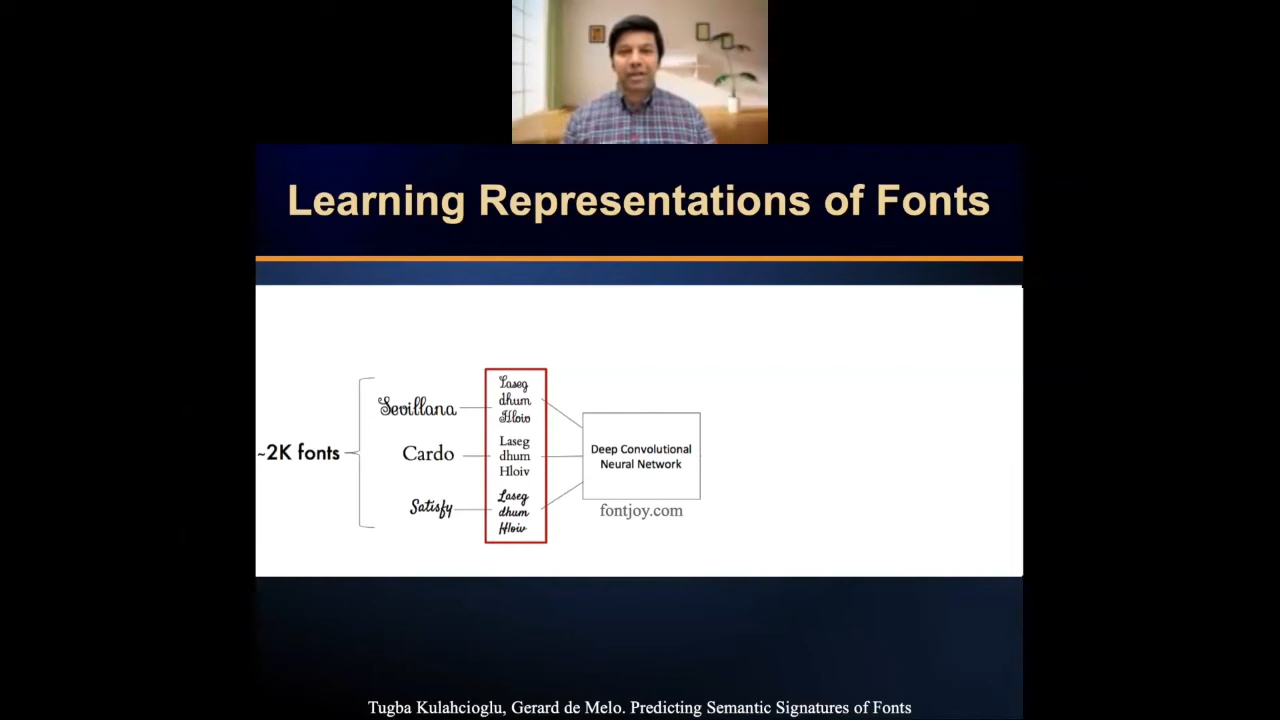 Learning Representations of Fonts
~2K fonts
Sevillana
Cardo
Satisfy
Laseg
dhum
Hloiv
Laseg
dhum
Hloiv
Laseg
dhum
Hloiv
Deep Convolutional
Neural Network
fontjoy.com
Tugba Kulahcioglu, Gerard de Melo. Predicting Semantic Signatures of Fonts